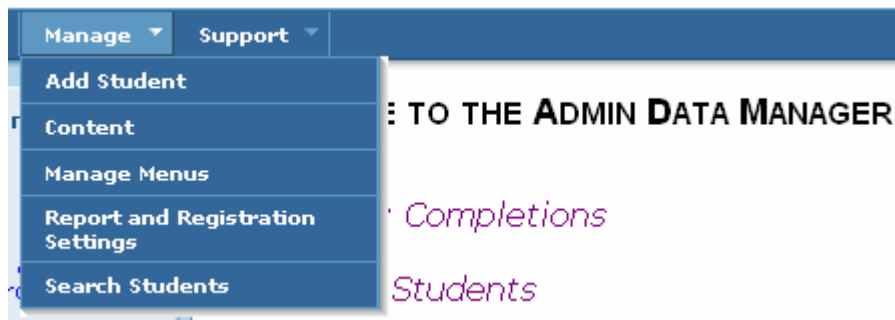 Manage Support
Add Student
Content
TO THE ADMIN DATA MANAGER
Manage Menus
Report and Registration
Settings
Completions
Search Students
Students